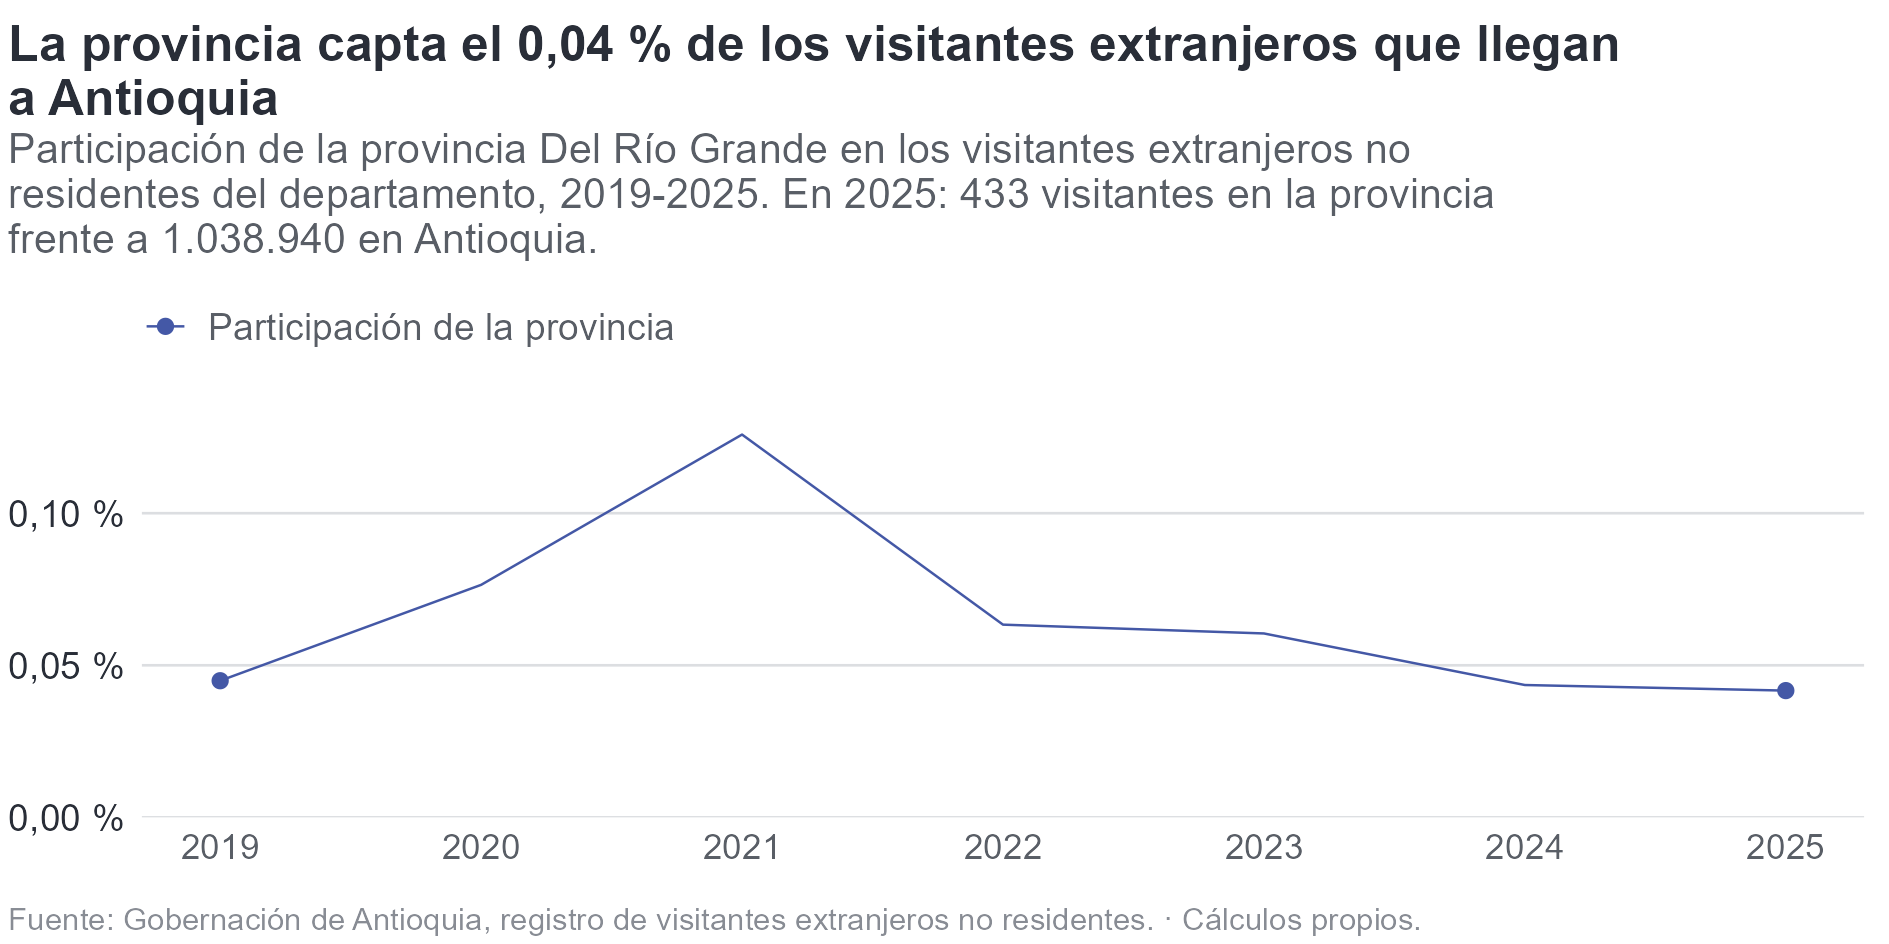 La provincia capta el 0,04 % de los visitantes extranjeros que llegan
a Antioquia
Participación de la provincia Del Río Grande en los visitantes extranjeros no
residentes del departamento, 2019-2025. En 2025: 433 visitantes en la provincia
frente a 1.038.940 en Antioquia.
Participación de la provincia
0,10 %
0,05 %
0,00 %
2019 2020 2021 2022 2023 2024 2025
Fuente: Gobernación de Antioquia, registro de visitantes extranjeros no residentes. · Cálculos propios.